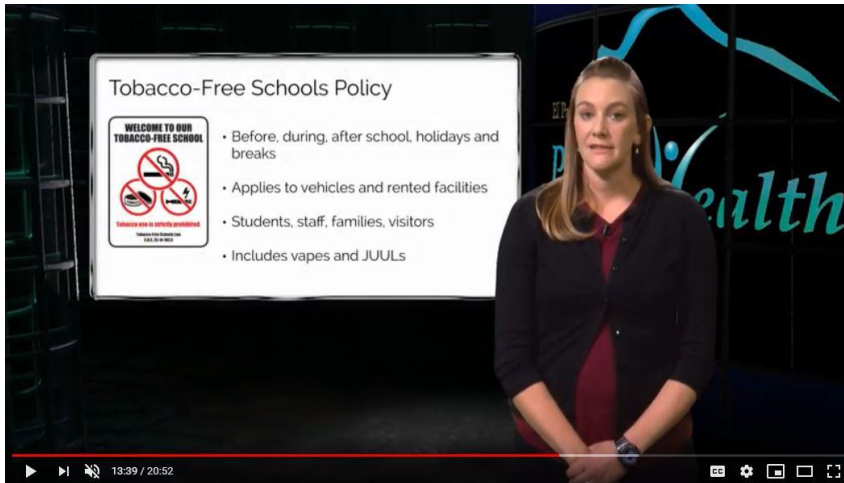 Tobacco-Free Schools Policy
WELCOME TO OUR
TOBACCO-FREE SCHOOL
Tobacco use is strictly prohibited.
• Before, during, after school, holidays and
breaks
• Applies to vehicles and rented facilities
• Students, staff, families, visitors
• Includes vapes and JUULs
El P
P
ealth
13:39 / 20:52
CC